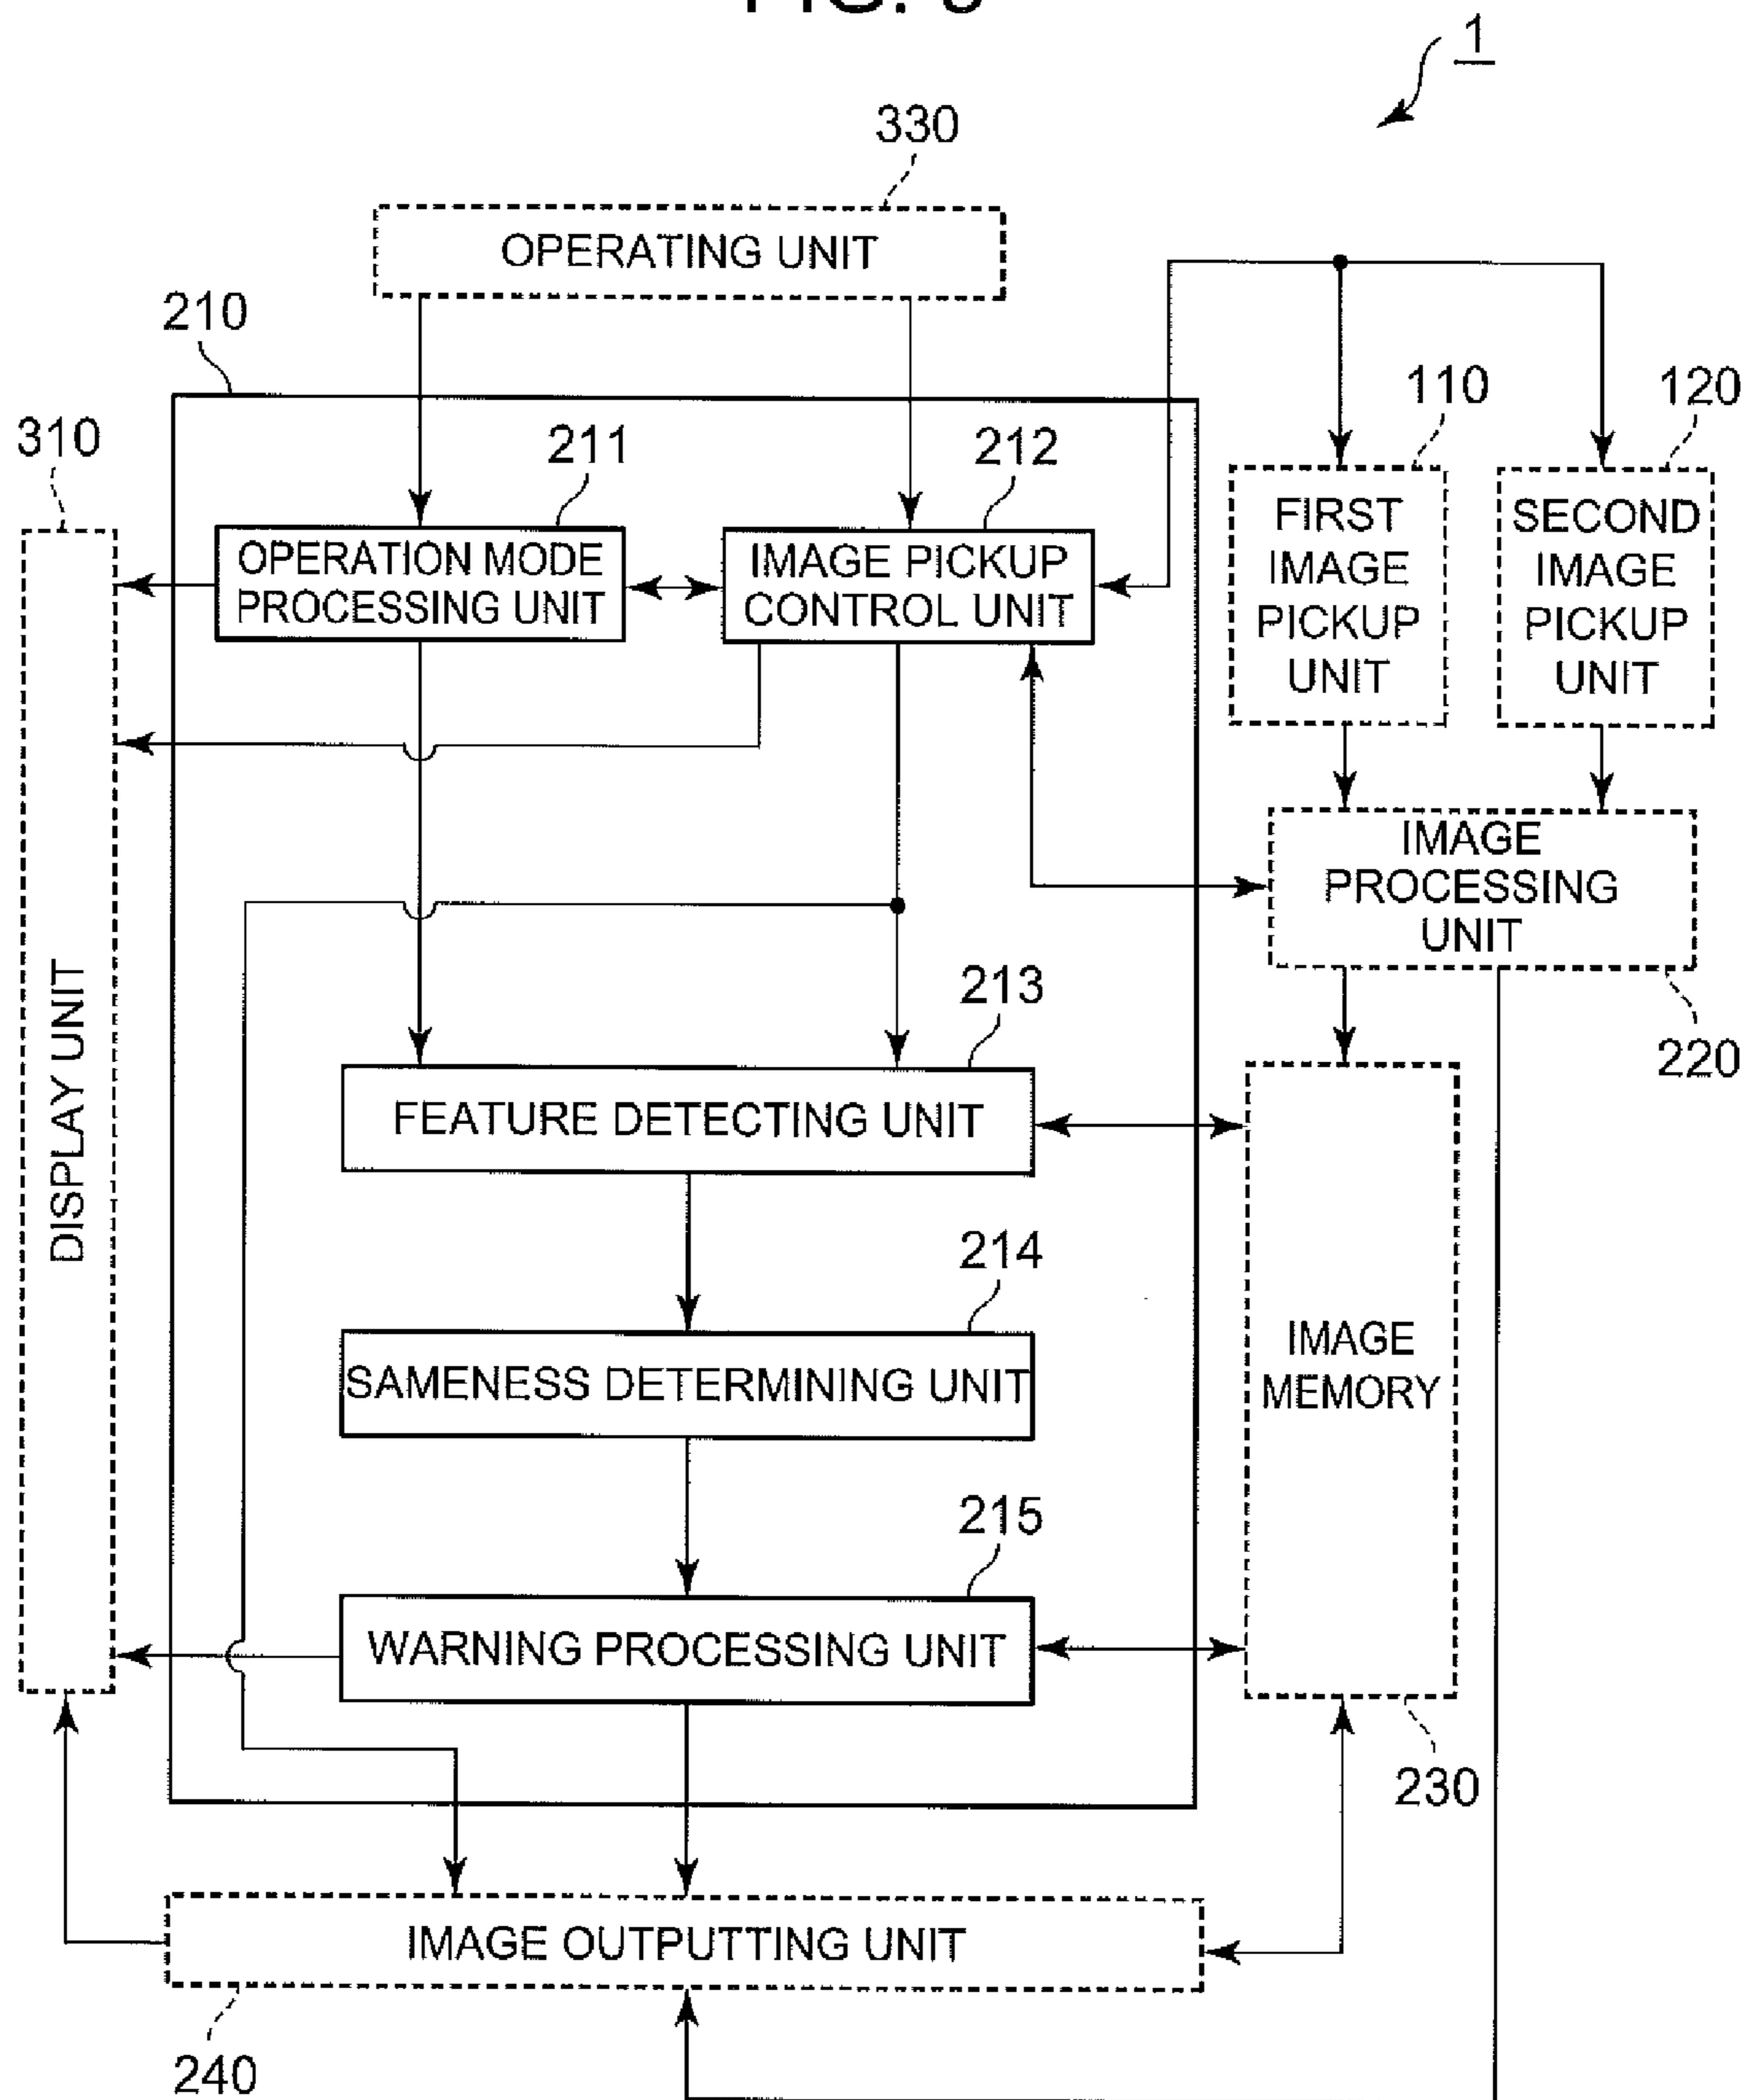 1
330
OPERATING UNIT
210
310
211
212
110
120
OPERATION MODE
PROCESSING UNIT
IMAGE PICKUP
CONTROL UNIT
FIRST
IMAGE
PICKUP
UNIT
SECOND
IMAGE
PICKUP
UNIT
IMAGE
PROCESSING
UNIT
220
DISPLAY UNIT
213
FEATURE DETECTING UNIT
214
SAMENESS DETERMINING UNIT
IMAGE
MEMORY
215
WARNING PROCESSING UNIT
230
IMAGE OUTPUTTING UNIT
240